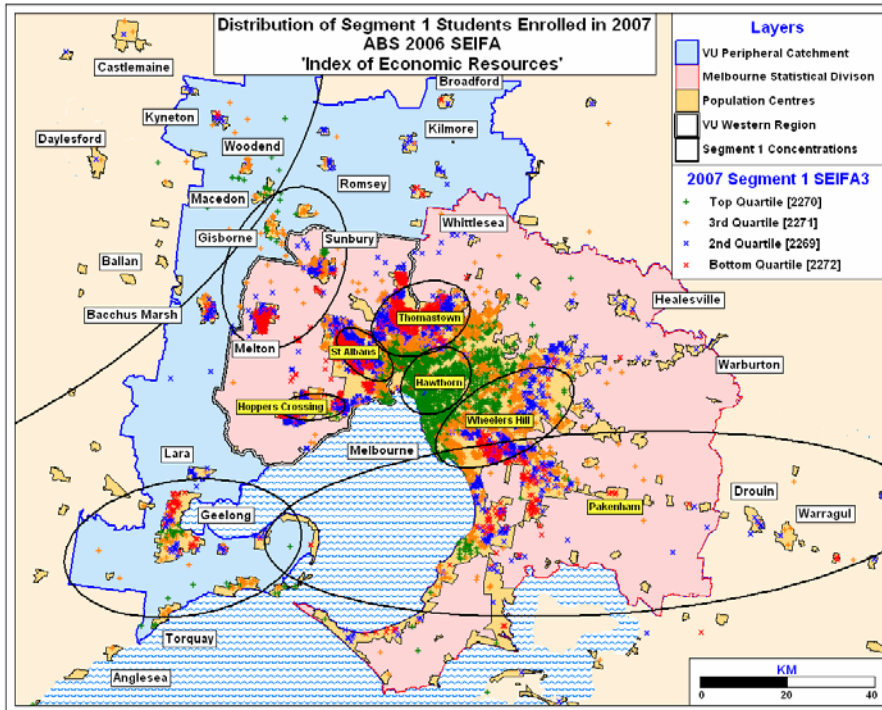 Distribution of Segment 1 Students Enrolled in 2007
ABS 2006 SEIFA
'Index of Economic Resources'
Layers
VU Peripheral Catchment
Melbourne Statistical Divison
Population Centres
VU Western Region
Segment 1 Concentrations
2007 Segment 1 SEIFA3
Top Quartile [2270]
3rd Quartile [2271]
2nd Quartile [2269]
Bottom Quartile [2272]
Castlemaine
Broadford
Kyneton
Kilmore
Daylesford
Woodend
Romsey
Macedon
Whittlesea
Gisborne
Sunbury
Ballan
Healesville
Bacchus Marsh
Thomastown
Melton
St Albans
Warburton
Hawthorn
Hoppers Crossing
Wheelers Hill
Melbourne
Lara
Drouin
Pakenham
Geelong
Warragul
Torquay
Anglesea
KM
0 20 40